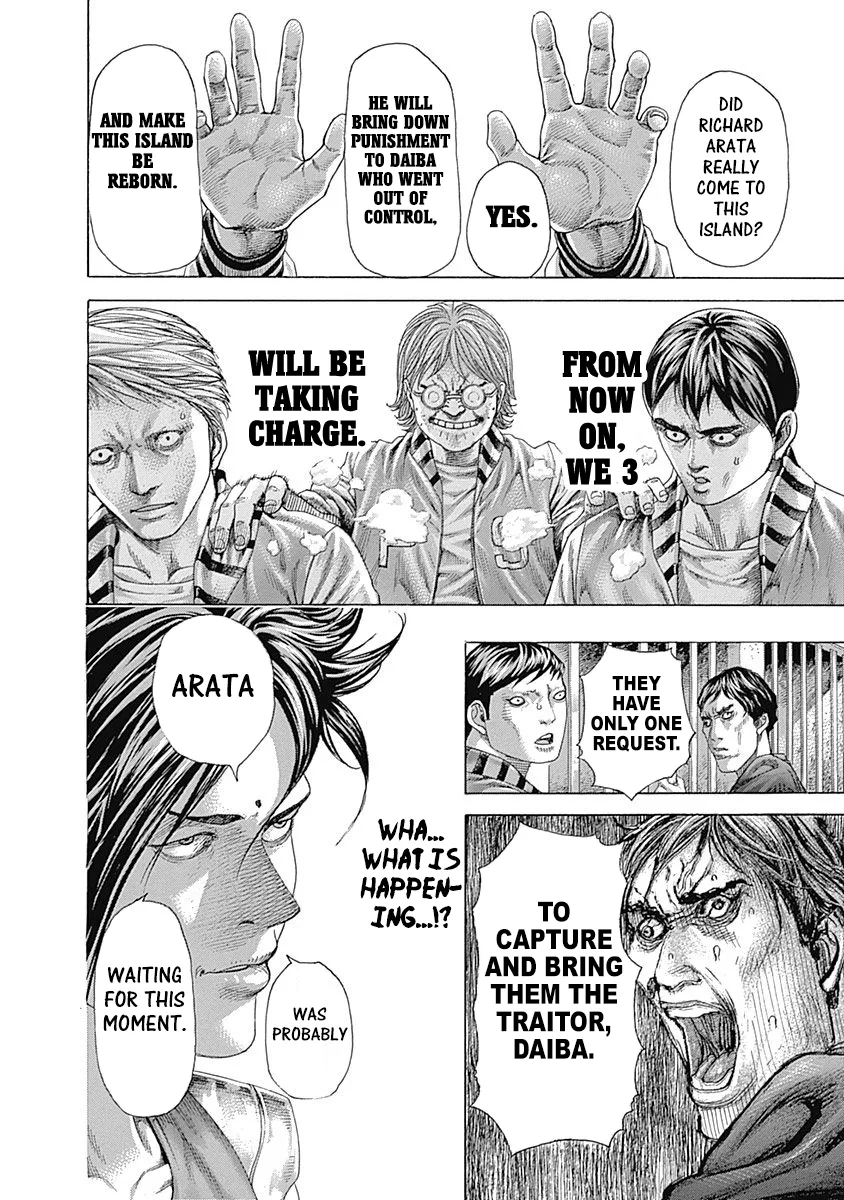 DID
RICHARD
ARATA
REALLY
COME TO
THIS
ISLAND?
YES.
HE WILL
BRING DOWN
PUNISHMENT
TO DAIBA
WHO WENT
OUT OF
CONTROL,
AND MAKE
THIS ISLAND
BE
REBORN.
FROM
NOW
ON,
WE 3
WILL BE
TAKING
CHARGE.
THEY
HAVE
ONLY ONE
REQUEST.
TO
CAPTURE
AND BRING
THEM THE
TRAITOR,
DAIBA.
WHA...
WHAT IS
HAPPEN-
ING...!?
ARATA
WAS
PROBABLY
WAITING
FOR THIS
MOMENT.